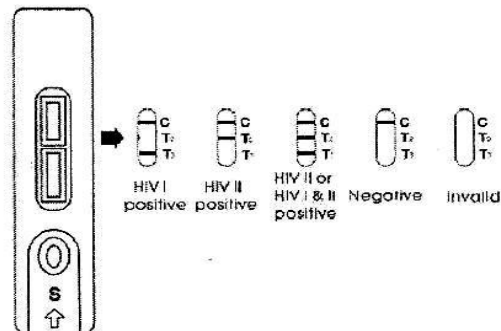 C
T₂
T₁
HIV I
positive
C
T₂
T₁
HIV II
positive
C
T₂
T₁
HIV II or
HIV I & II
positive
C
T₂
T₁
Negative
C
T₂
T₁
Invalid
S